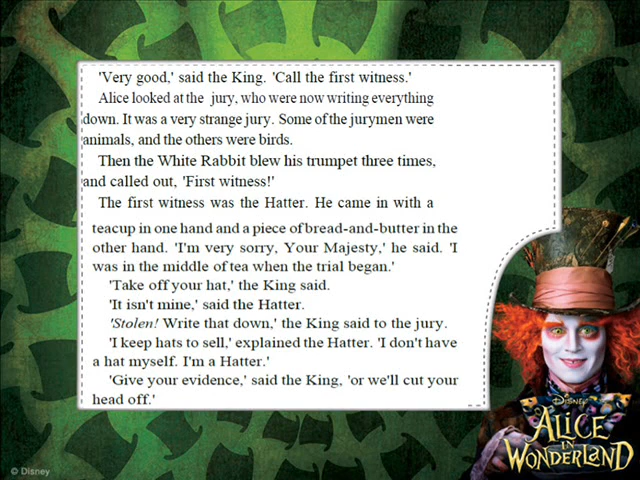 'Very good,' said the King. 'Call the first witness.'
Alice looked at the jury, who were now writing everything
down. It was a very strange jury. Some of the jurymen were
animals, and the others were birds.
Then the White Rabbit blew his trumpet three times,
and called out, 'First witness!'
The first witness was the Hatter. He came in with a
teacup in one hand and a piece of bread-and-butter in the
other hand. 'I'm very sorry, Your Majesty,' he said. 'I
was in the middle of tea when the trial began.'
'Take off your hat,' the King said.
'It isn't mine,' said the Hatter.
'Stolen! Write that down,' the King said to the jury.
'I keep hats to sell,' explained the Hatter. 'I don't have
a hat myself. I'm a Hatter.'
'Give your evidence,' said the King, 'or we'll cut your
head off.'
DISNEY
ALICE
IN
WONDERLAND
© Disney